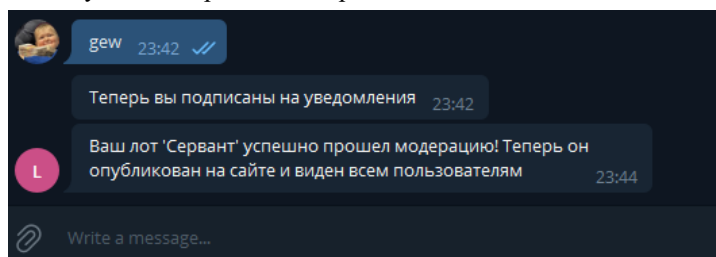 gew 23:42
Теперь вы подписаны на уведомления 23:42
Ваш лот 'Сервант' успешно прошел модерацию! Теперь он
опубликован на сайте и виден всем пользователям 23:44
L
Write a message...